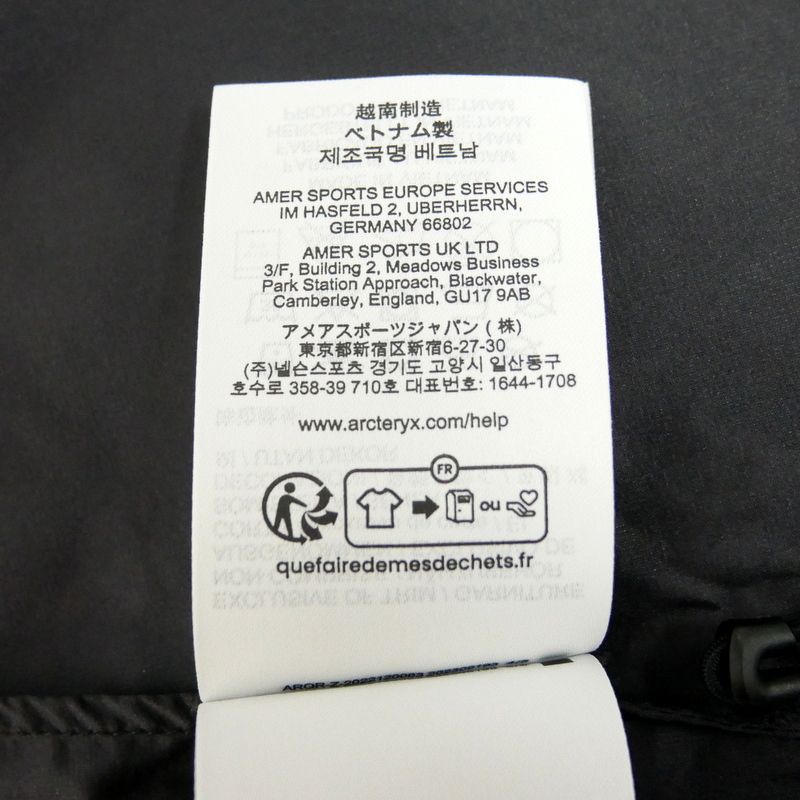 越南制造
ベトナム製
제조국명 베트남
AMER SPORTS EUROPE SERVICES
IM HASFELD 2, UBERHERRN,
GERMANY 66802
AMER SPORTS UK LTD
3/F, Building 2, Meadows Business
Park Station Approach, Blackwater,
Camberley, England, GU17 9AB
アメアスポーツジャパン (株)
東京都新宿区新宿6-27-30
(주)넬슨스포츠 경기도 고양시 일산동구
호수로 358-39 710호 대표번호: 1644-1708
www.arcteryx.com/help
FR
ou
quefairedemesdechets.fr